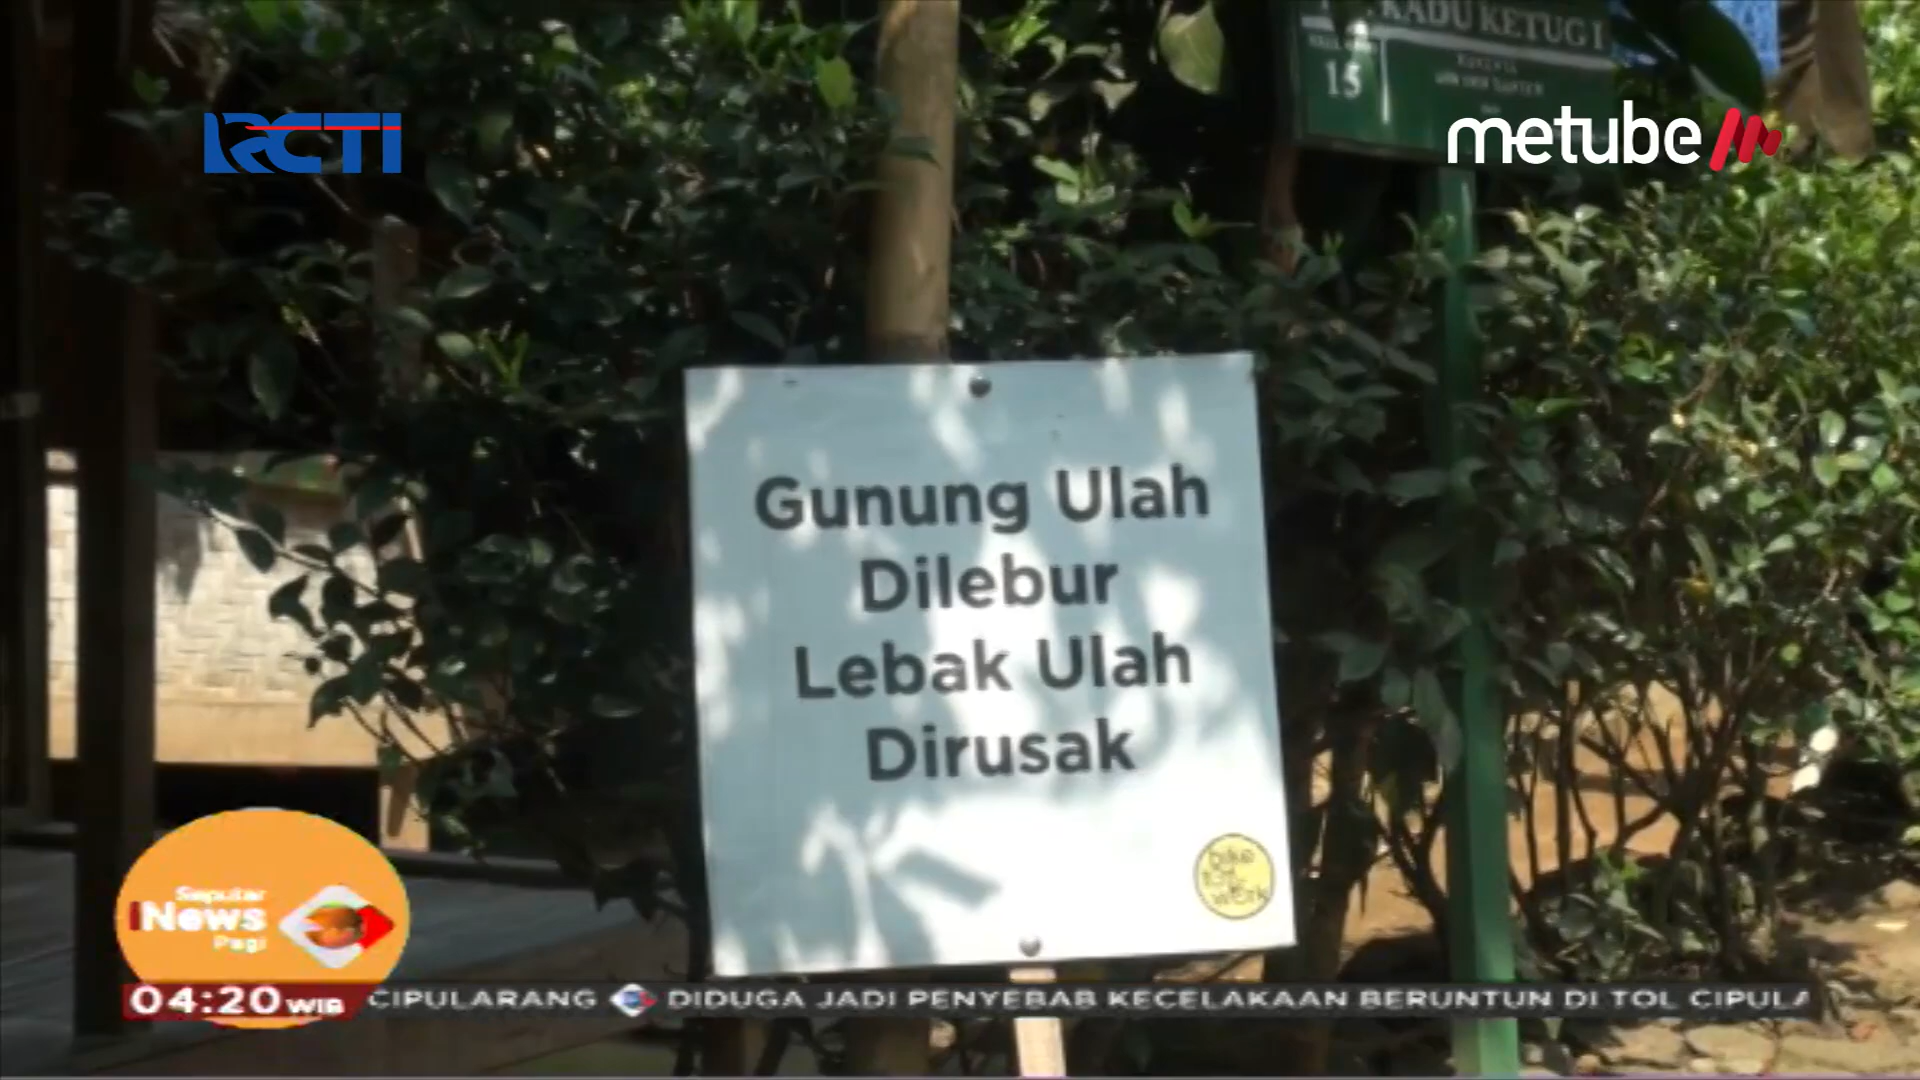 KADU KETUG I
15
RCTI
metube
Gunung Ulah
Dilebur
Lebak Ulah
Dirusak
Seputar
iNews
Pagi
04:20 WIB
CIPULARANG DIDUGA JADI PENYEBAB KECELAKAAN BERUNTUN DI TOL CIPULA